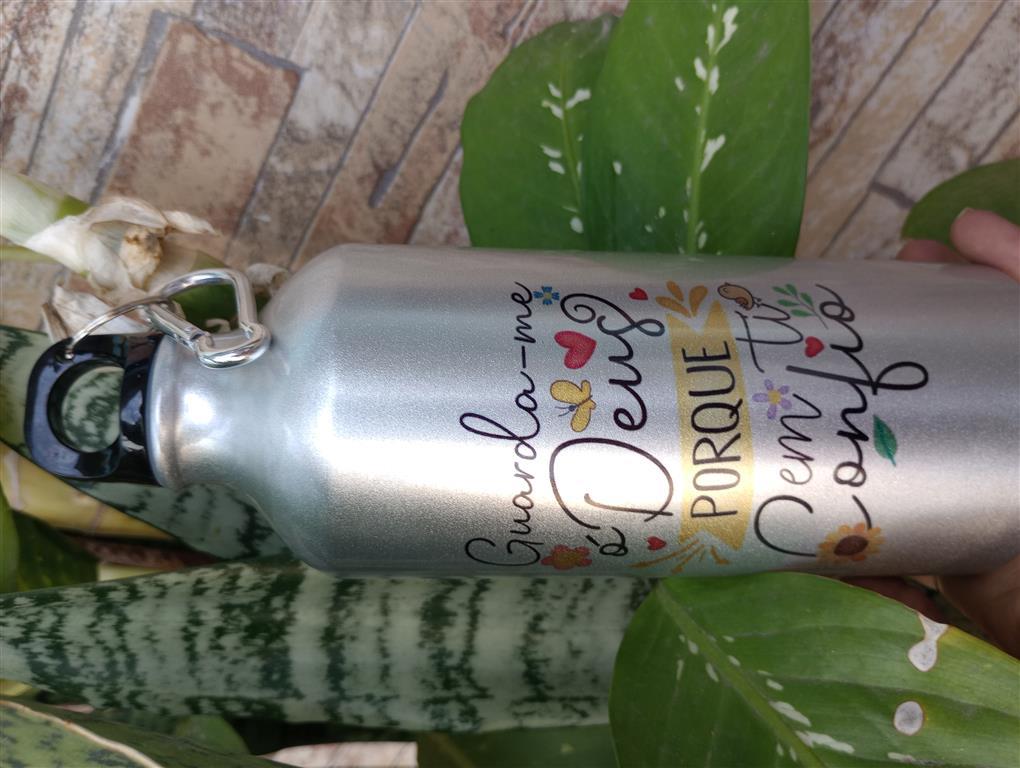 Guarda-me
ó Deus
PORQUE
em ti
Confio